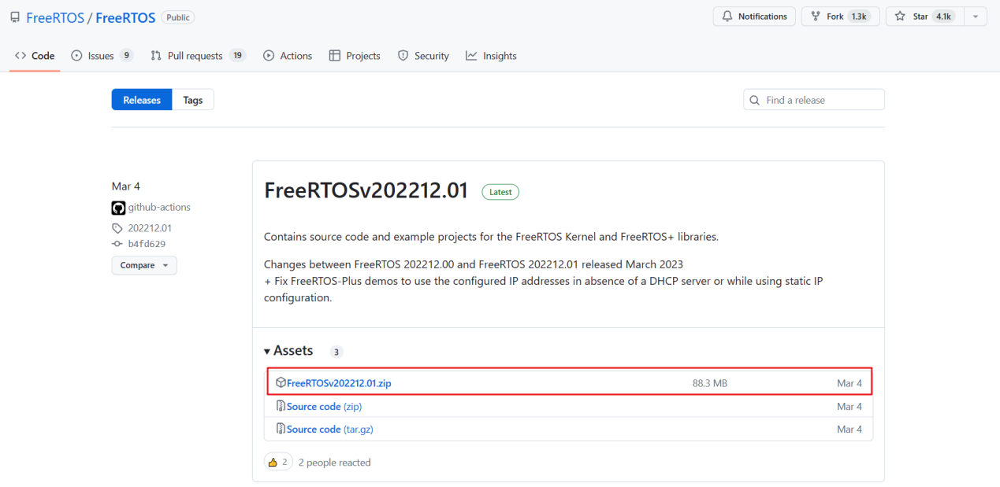 FreeRTOS / FreeRTOS Public Notifications Fork 1.3k Star 4.1k
Code Issues 9 Pull requests 19 Actions Projects Security Insights
Releases Tags Find a release
Mar 4
github-actions
202212.01
b4fd629
Compare
FreeRTOSv202212.01 Latest
Contains source code and example projects for the FreeRTOS Kernel and FreeRTOS+ libraries.
Changes between FreeRTOS 202212.00 and FreeRTOS 202212.01 released March 2023
+ Fix FreeRTOS-Plus demos to use the configured IP addresses in absence of a DHCP server or while using static IP
configuration.
Assets 3
FreeRTOSv202212.01.zip 88.3 MB Mar 4
Source code (zip) Mar 4
Source code (tar.gz) Mar 4
2 2 people reacted